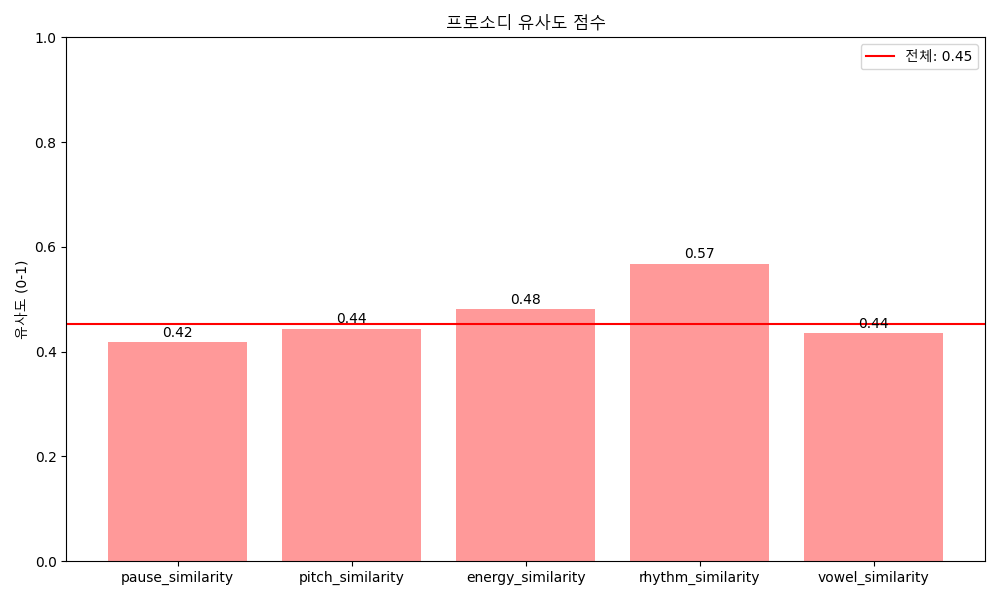 프로소디 유사도 점수
전체: 0.45
유사도 (0-1)
1.0
0.8
0.6
0.4
0.2
0.0
0.42
0.44
0.48
0.57
0.44
pause_similarity
pitch_similarity
energy_similarity
rhythm_similarity
vowel_similarity